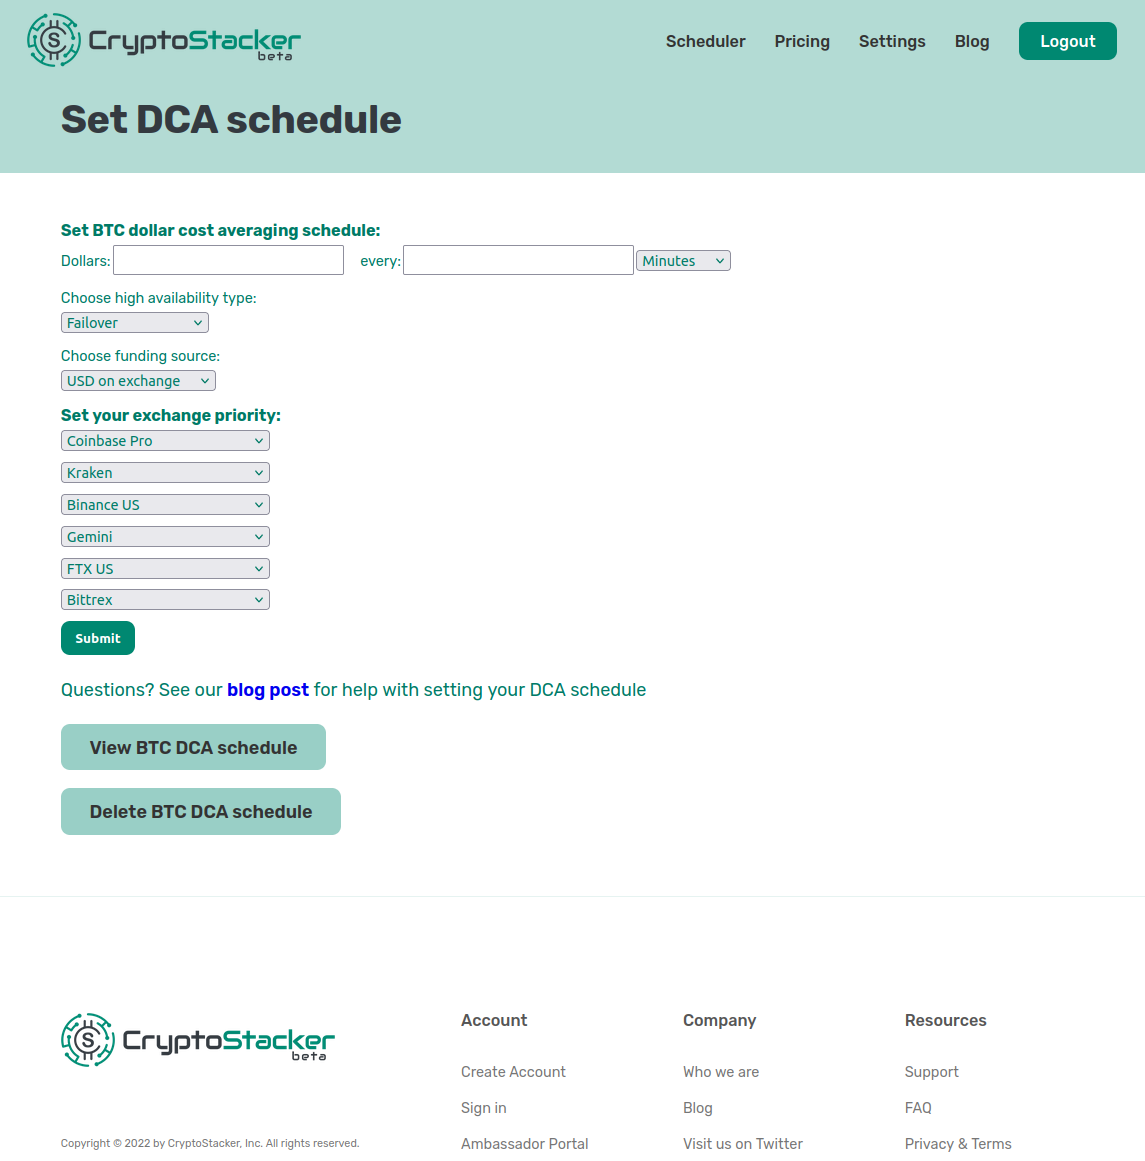 CryptoStacker
beta
Scheduler Pricing Settings Blog Logout
Set DCA schedule
Set BTC dollar cost averaging schedule:
Dollars: every: Minutes
Choose high availability type:
Failover
Choose funding source:
USD on exchange
Set your exchange priority:
Coinbase Pro
Kraken
Binance US
Gemini
FTX US
Bittrex
Submit
Questions? See our blog post for help with setting your DCA schedule
View BTC DCA schedule
Delete BTC DCA schedule
CryptoStacker
beta
Copyright © 2022 by CryptoStacker, Inc. All rights reserved.
Account
Create Account
Sign in
Ambassador Portal
Company
Who we are
Blog
Visit us on Twitter
Resources
Support
FAQ
Privacy & Terms